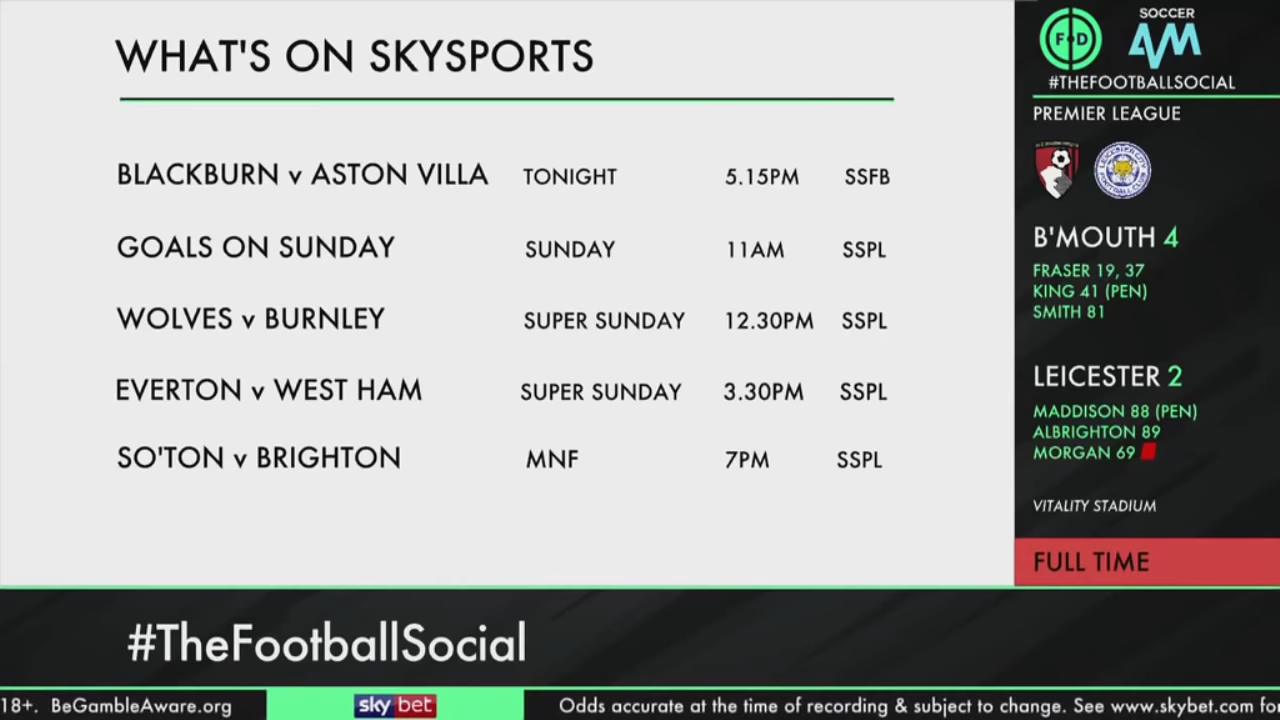 WHAT'S ON SKYSPORTS
BLACKBURN v ASTON VILLA TONIGHT 5.15PM SSFB
GOALS ON SUNDAY SUNDAY 11AM SSPL
WOLVES v BURNLEY SUPER SUNDAY 12.30PM SSPL
EVERTON v WEST HAM SUPER SUNDAY 3.30PM SSPL
SO'TON v BRIGHTON MNF 7PM SSPL
FD
SOCCER
AM
#THEFOOTBALLSOCIAL
PREMIER LEAGUE
B'MOUTH 4
FRASER 19, 37
KING 41 (PEN)
SMITH 81
LEICESTER 2
MADDISON 88 (PEN)
ALBRIGHTON 89
MORGAN 69
VITALITY STADIUM
FULL TIME
#TheFootballSocial
18+. BeGambleAware.org
sky bet
Odds accurate at the time of recording & subject to change. See www.skybet.com fo